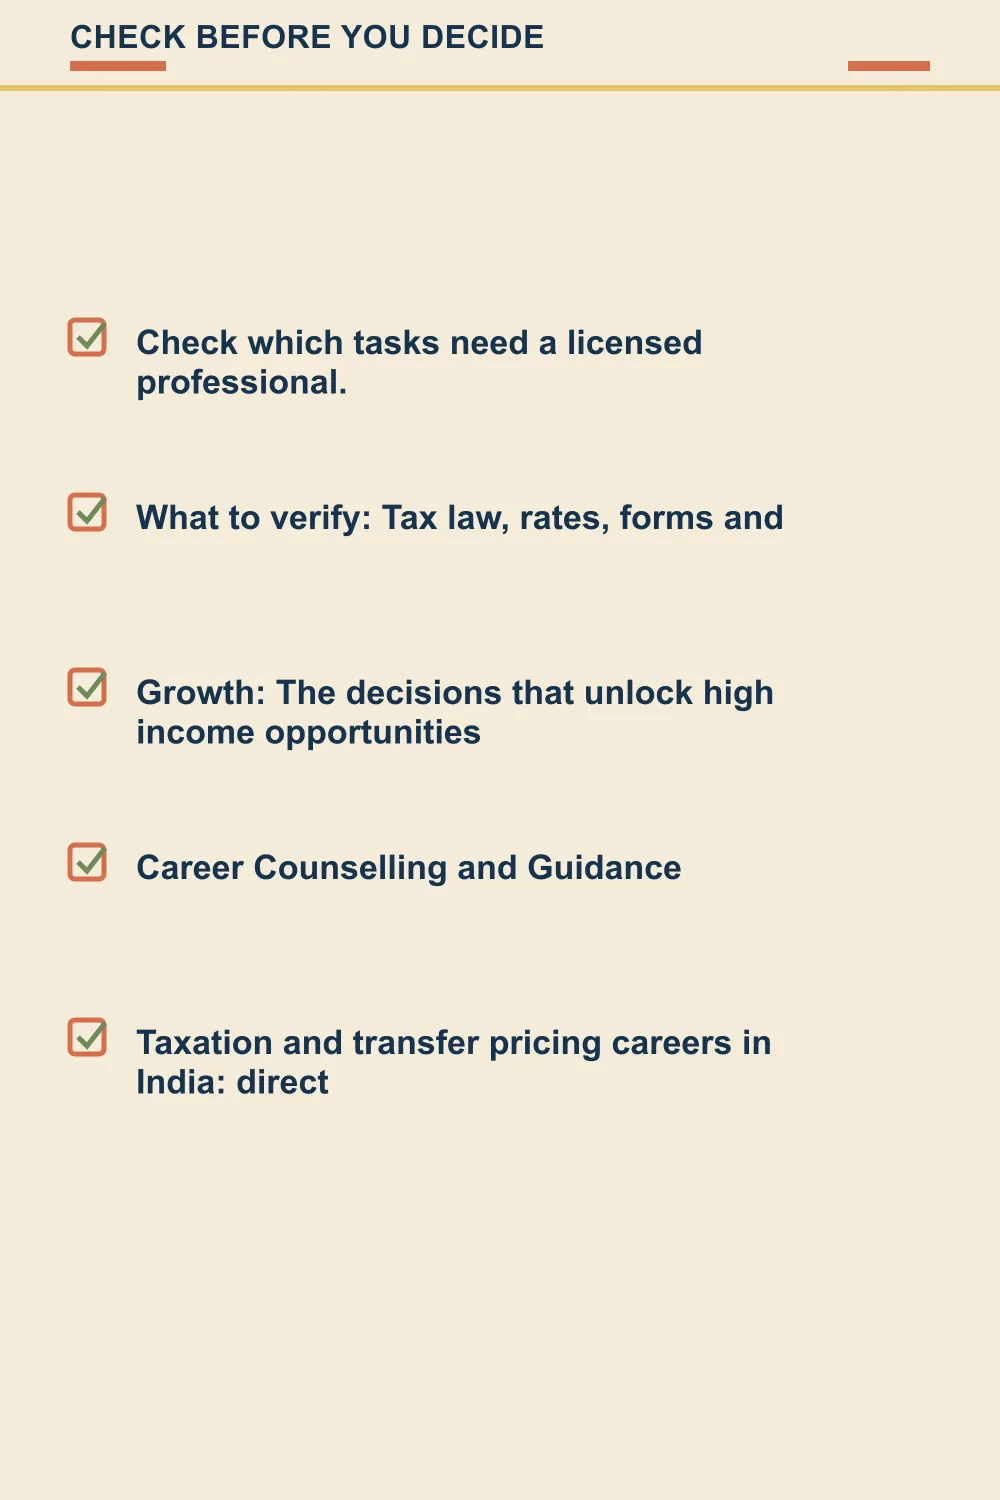 CHECK BEFORE YOU DECIDE
Check which tasks need a licensed
professional.
What to verify: Tax law, rates, forms and
Growth: The decisions that unlock high
income opportunities
Career Counselling and Guidance
Taxation and transfer pricing careers in
India: direct